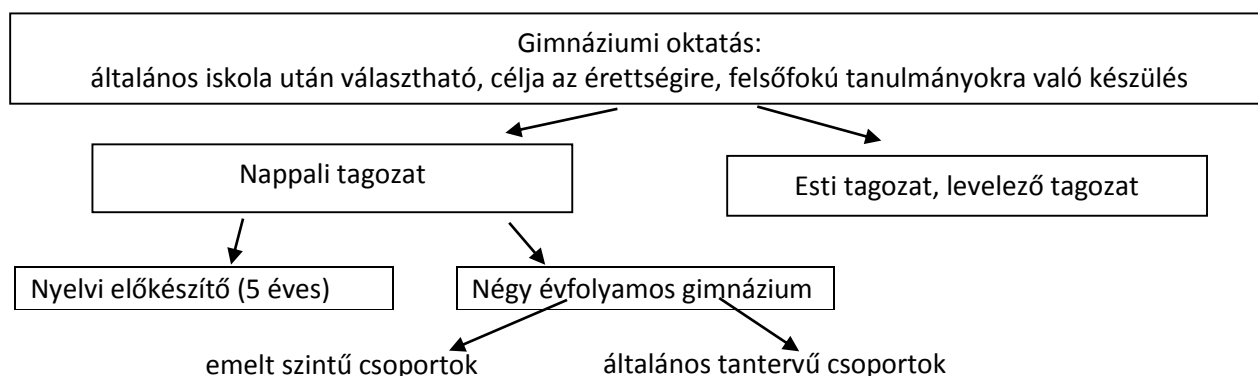 Gimnáziumi oktatás:
általános iskola után választható, célja az érettségire, felsőfokú tanulmányokra való készülés
Nappali tagozat
Esti tagozat, levelező tagozat
Nyelvi előkészítő (5 éves)
Négy évfolyamos gimnázium
emelt szintű csoportok
általános tantervű csoportok